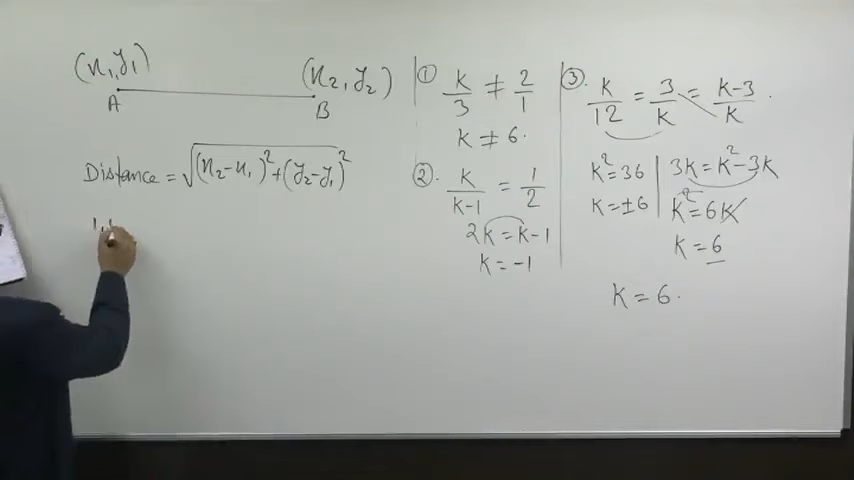 (x₁, y₁)
(x₂, y₂)
A
B
Distance = √(x₂-x₁)² + (y₂-y₁)²
① k/3 ≠ 2/1
k ≠ 6.
② k/k-1 = 1/2
2k = k-1
k = -1
③. k/12 = 3/k = k-3/k .
k² = 36
k = ±6
3k = k² - 3k
k² = 6k
k = 6
k = 6.